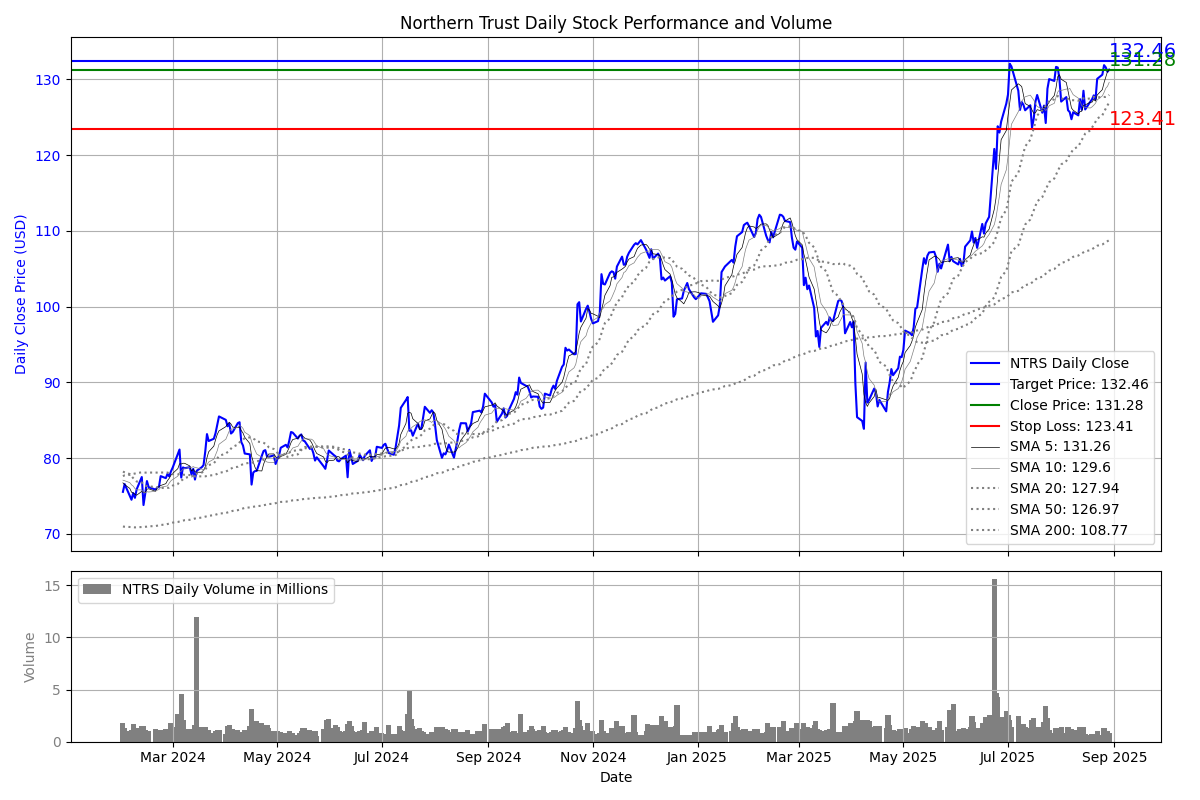 Northern Trust Daily Stock Performance and Volume
Daily Close Price (USD)
130
120
110
100
90
80
70
132.46
131.28
123.41
NTRS Daily Close
Target Price: 132.46
Close Price: 131.28
Stop Loss: 123.41
SMA 5: 131.26
SMA 10: 129.6
SMA 20: 127.94
SMA 50: 126.97
SMA 200: 108.77
Volume
15
10
5
0
NTRS Daily Volume in Millions
Mar 2024 May 2024 Jul 2024 Sep 2024 Nov 2024 Jan 2025 Mar 2025 May 2025 Jul 2025 Sep 2025
Date